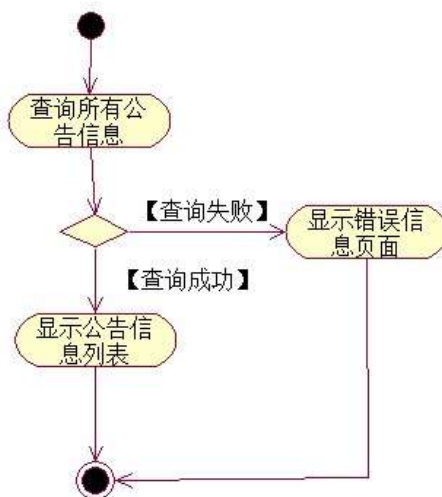 查询所有公
告信息
【查询失败】
显示错误信
息页面
【查询成功】
显示公告信
息列表